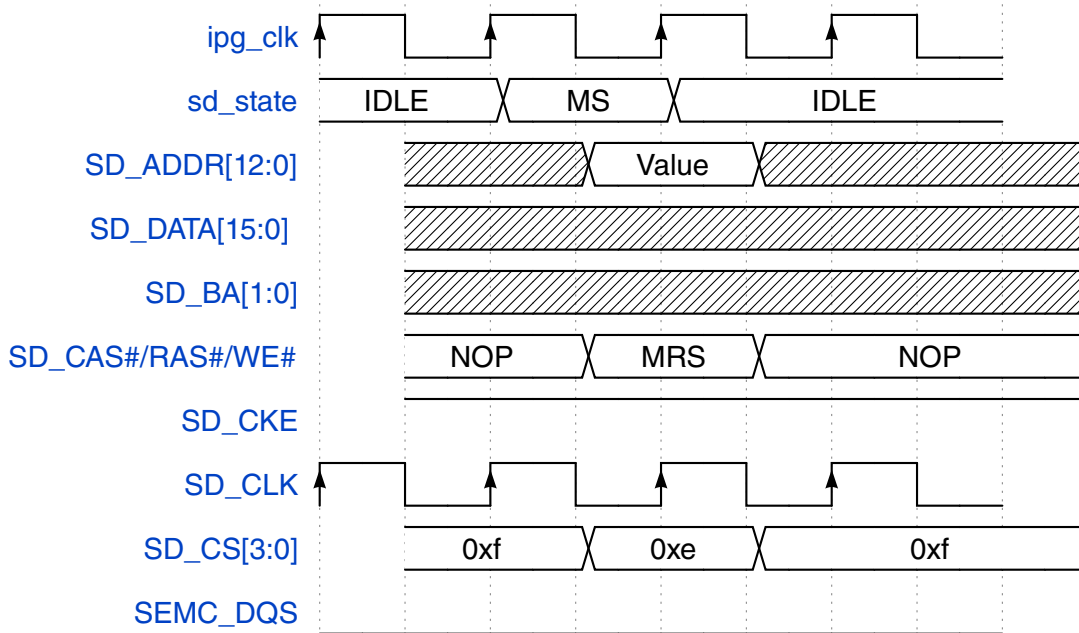 ipg_clk
sd_state IDLE MS IDLE
SD_ADDR[12:0] Value
SD_DATA[15:0]
SD_BA[1:0]
SD_CAS#/RAS#/WE# NOP MRS NOP
SD_CKE
SD_CLK
SD_CS[3:0] 0xf 0xe 0xf
SEMC_DQS